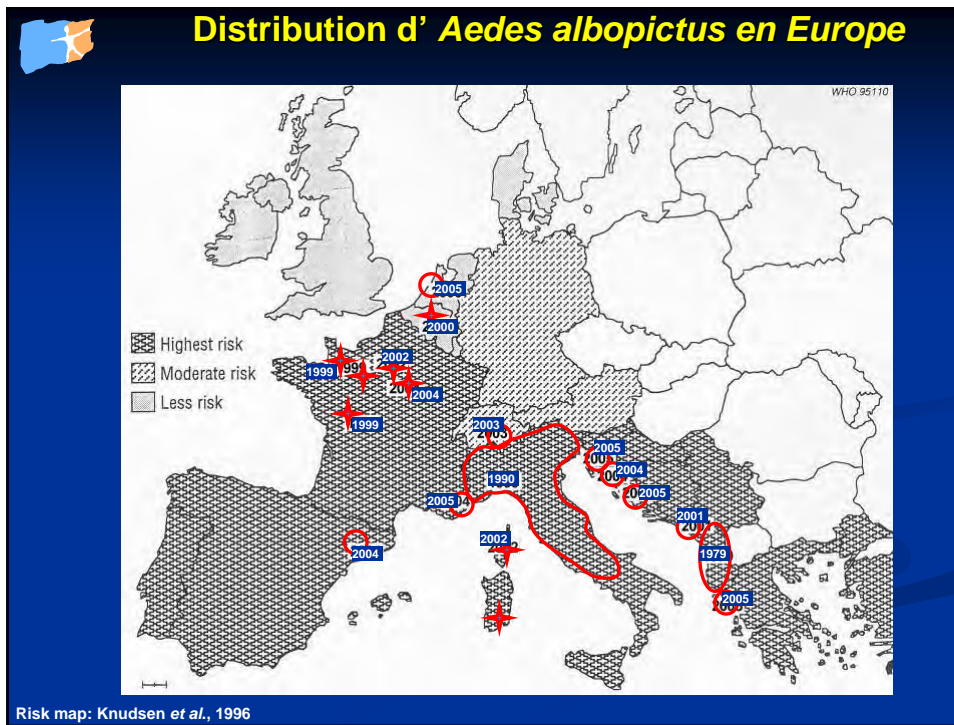 Distribution d' Aedes albopictus en Europe
WHO 95110
2005
2000
Highest risk
Moderate risk
Less risk
2002
1999
2004
1999
2003
2005
2004
1990
2005
2005
2001
2002
2004
1979
2005
Risk map: Knudsen et al., 1996